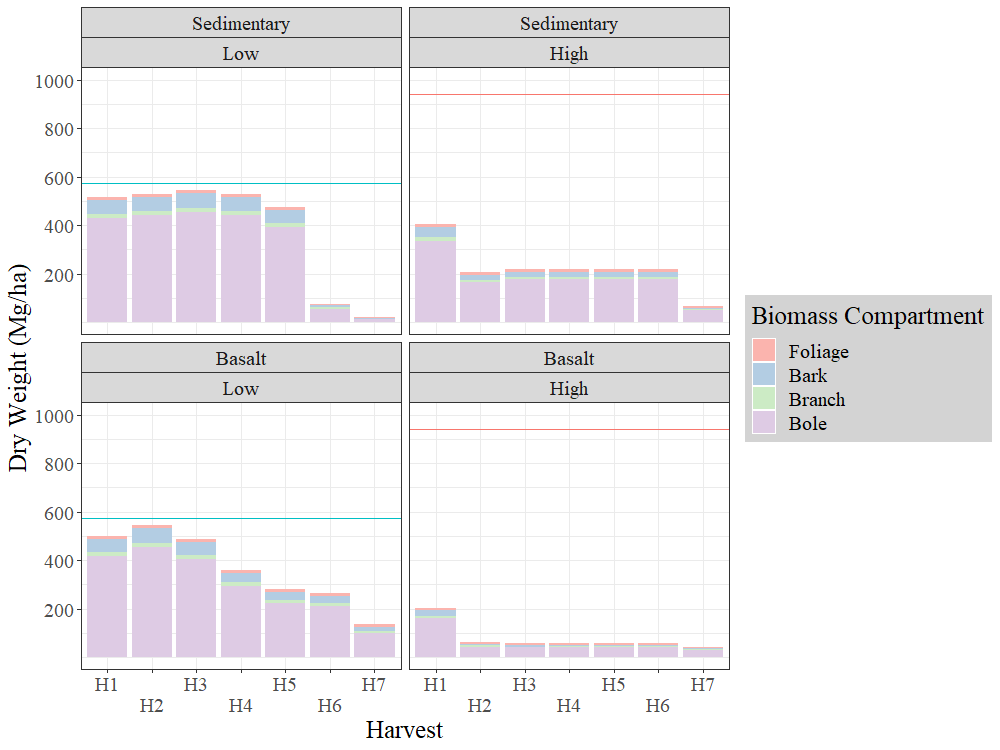 Sedimentary
Sedimentary
Low
High
1000
800
600
400
200
Basalt
Basalt
Low
High
1000
800
600
400
200
H1
H2
H3
H4
H5
H6
H7
H1
H2
H3
H4
H5
H6
H7
Harvest
Dry Weight (Mg/ha)
Biomass Compartment
Foliage
Bark
Branch
Bole